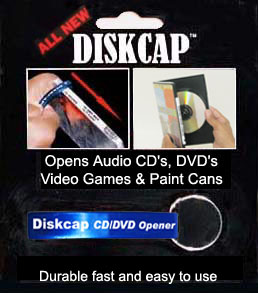 ALL NEW
DISKCAP™
Opens Audio CD's, DVD's
Video Games & Paint Cans
Diskcap CD/DVD Opener
Durable fast and easy to use